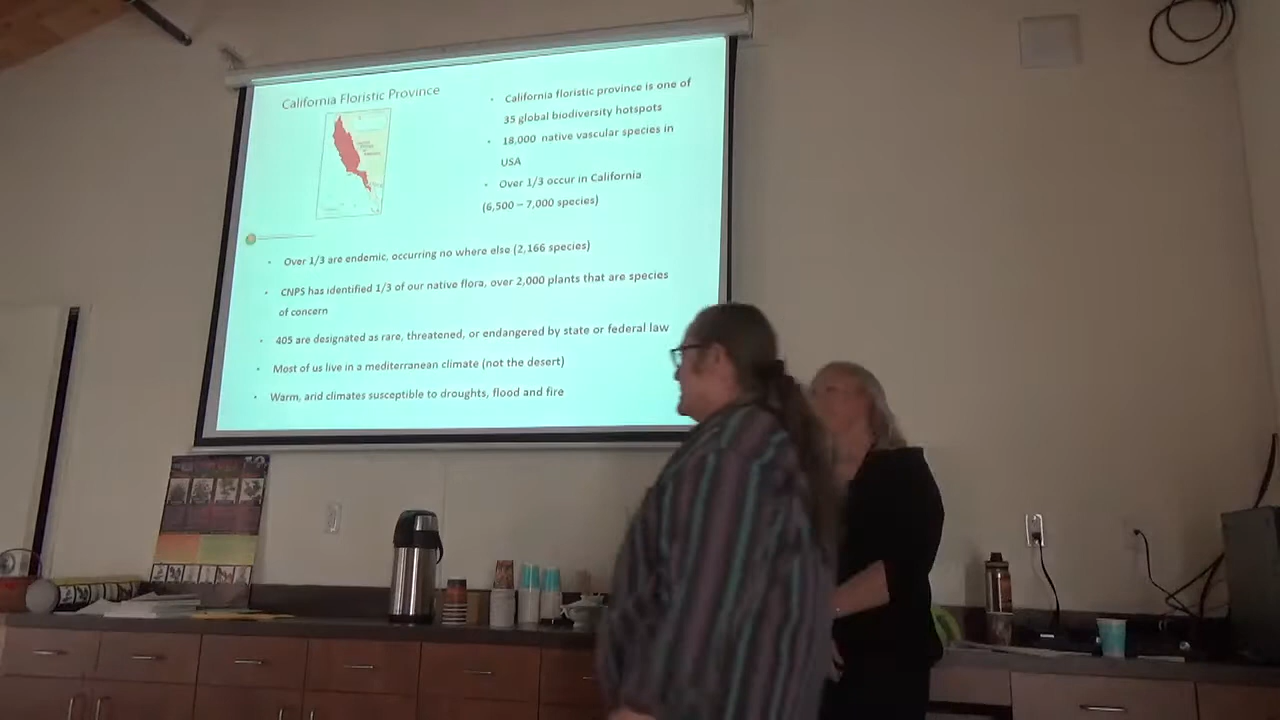 California Floristic Province
· California floristic province is one of
35 global biodiversity hotspots
· 18,000 native vascular species in
USA
· Over 1/3 occur in California
(6,500 – 7,000 species)
· Over 1/3 are endemic, occurring no where else (2,166 species)
· CNPS has identified 1/3 of our native flora, over 2,000 plants that are species
of concern
· 405 are designated as rare, threatened, or endangered by state or federal law
· Most of us live in a mediterranean climate (not the desert)
· Warm, arid climates susceptible to droughts, flood and fire